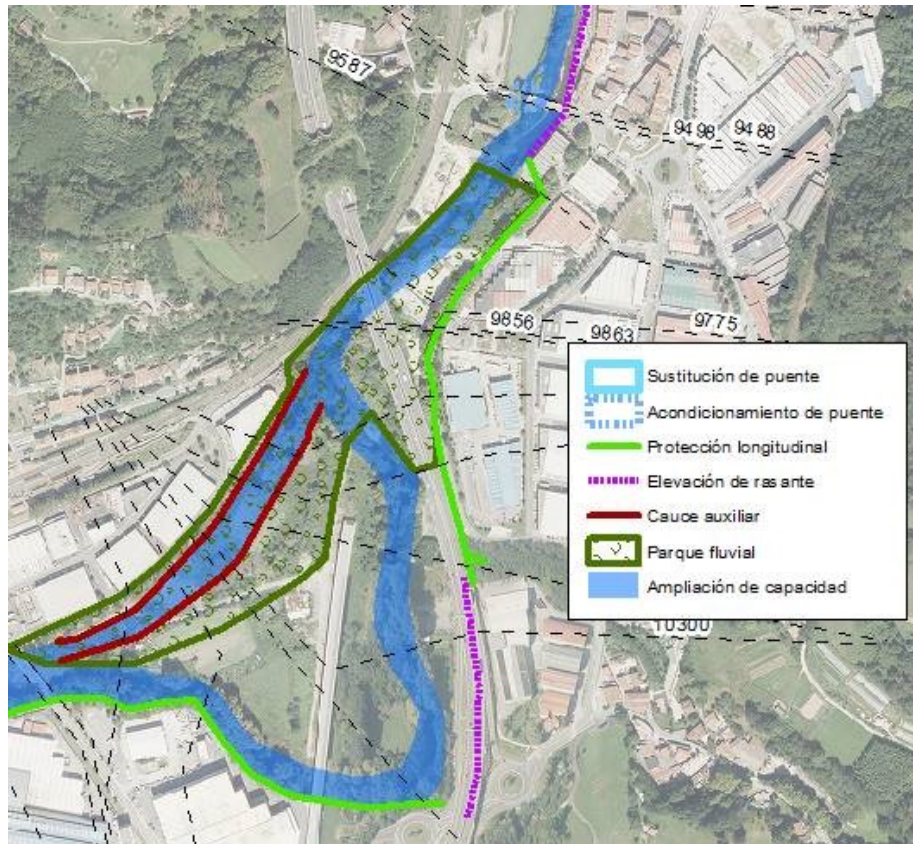 9587
9498
9488
9856
9863
9775
Sustitución de puente
Acondicionamiento de puente
Protección longitudinal
Elevación de rasante
Cauce auxiliar
Parque fluvial
Ampliación de capacidad
10300